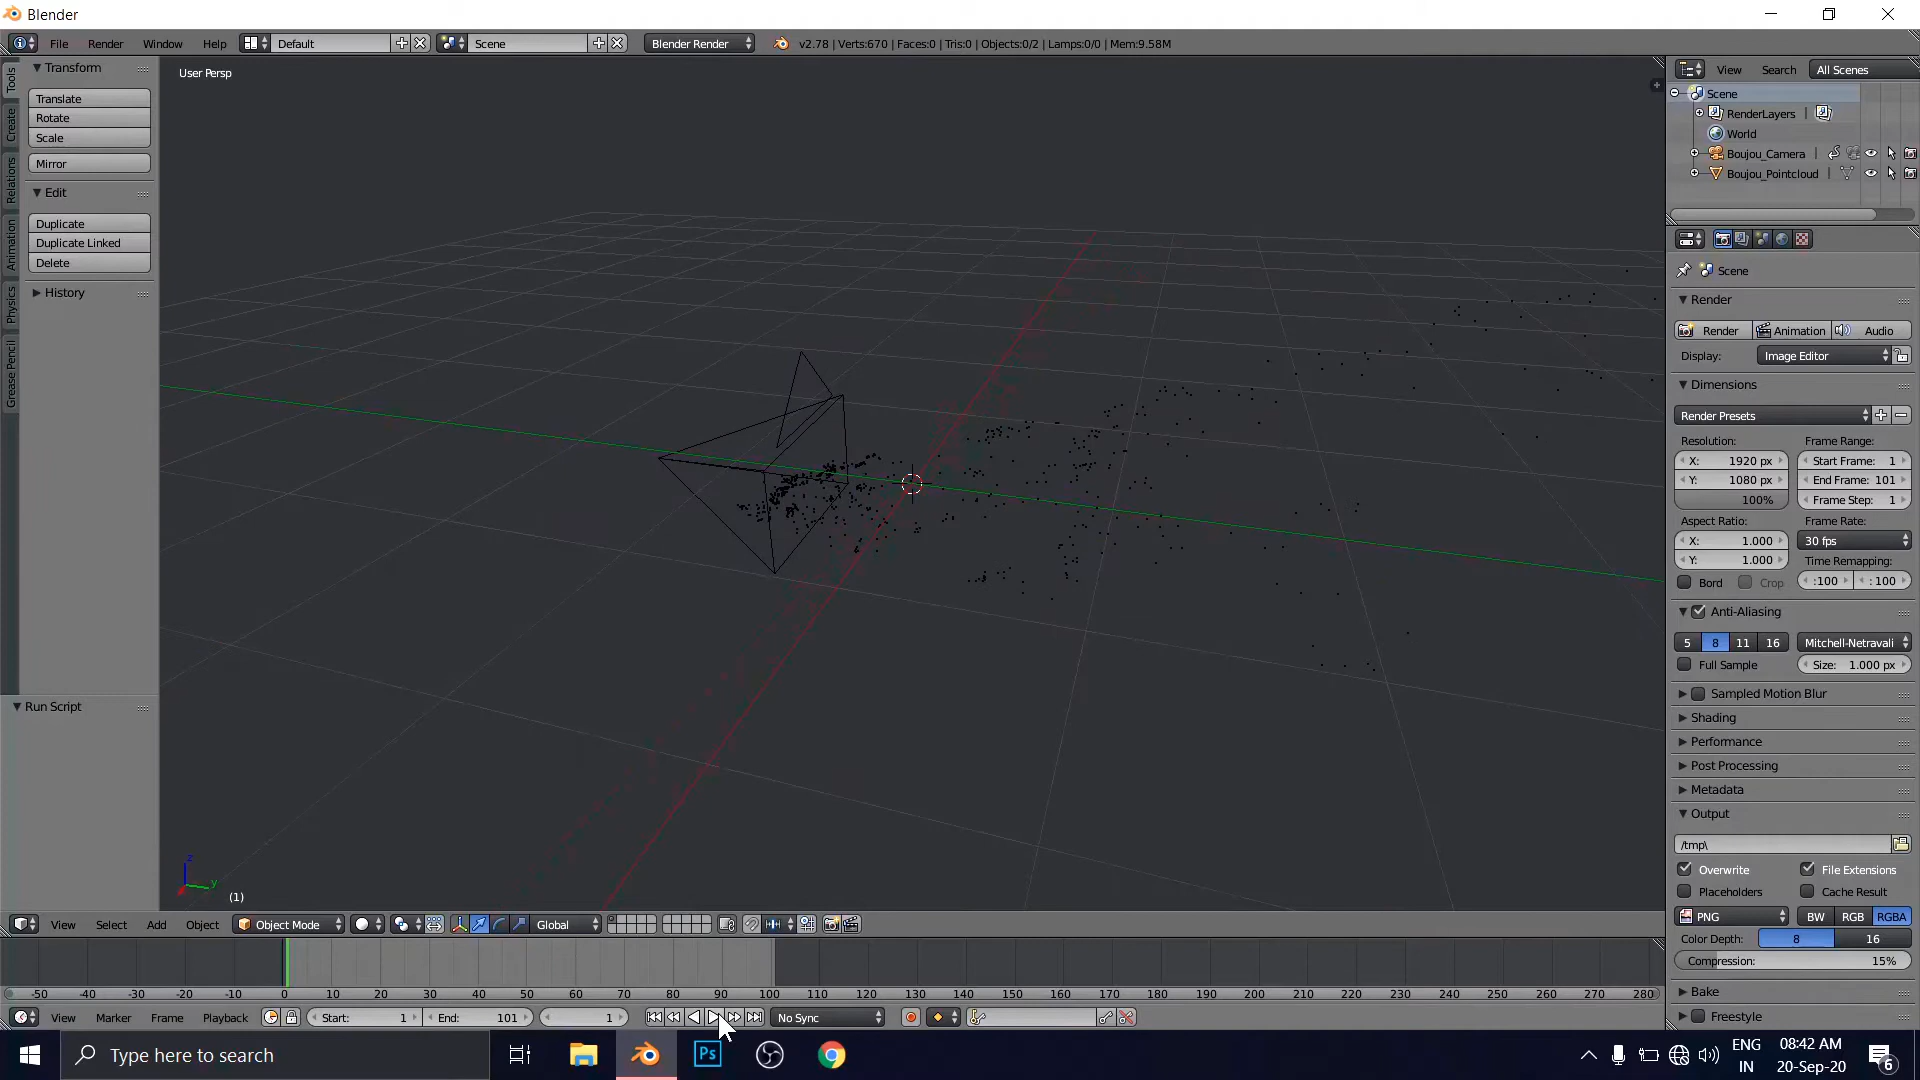 Blender
File Render Window Help Default Scene Blender Render v2.78 | Verts:670 | Faces:0 | Tris:0 | Objects:0/2 | Lamps:0/0 | Mem:9.58M
Tools
Create
Relations
Animation
Physics
Grease Pencil
Transform
Translate
Rotate
Scale
Mirror
Edit
Duplicate
Duplicate Linked
Delete
History
Run Script
User Persp
z
y
(1)
View Search All Scenes
Scene
RenderLayers |
World
Boujou_Camera |
Boujou_Pointcloud |
Scene
Render
Render Animation Audio
Display: Image Editor
Dimensions
Render Presets
Resolution: Frame Range:
X: 1920 px Start Frame: 1
Y: 1080 px End Frame: 101
100% Frame Step: 1
Aspect Ratio: Frame Rate:
X: 1.000 30 fps
Y: 1.000 Time Remapping:
Bord Crop :100 : 100
Anti-Aliasing
5 8 11 16 Mitchell-Netravali
Full Sample Size: 1.000 px
Sampled Motion Blur
Shading
Performance
Post Processing
Metadata
Output
/tmp\
Overwrite File Extensions
Placeholders Cache Result
PNG BW RGB RGBA
Color Depth: 8 16
Compression: 15%
Bake
Freestyle
View Select Add Object Object Mode Global
-50 -40 -30 -20 -10 0 10 20 30 40 50 60 70 80 90 100 110 120 130 140 150 160 170 180 190 200 210 220 230 240 250 260 270 280
View Marker Frame Playback Start: 1 End: 101 1 No Sync
Type here to search
Ps
ENG
IN
08:42 AM
20-Sep-20
6